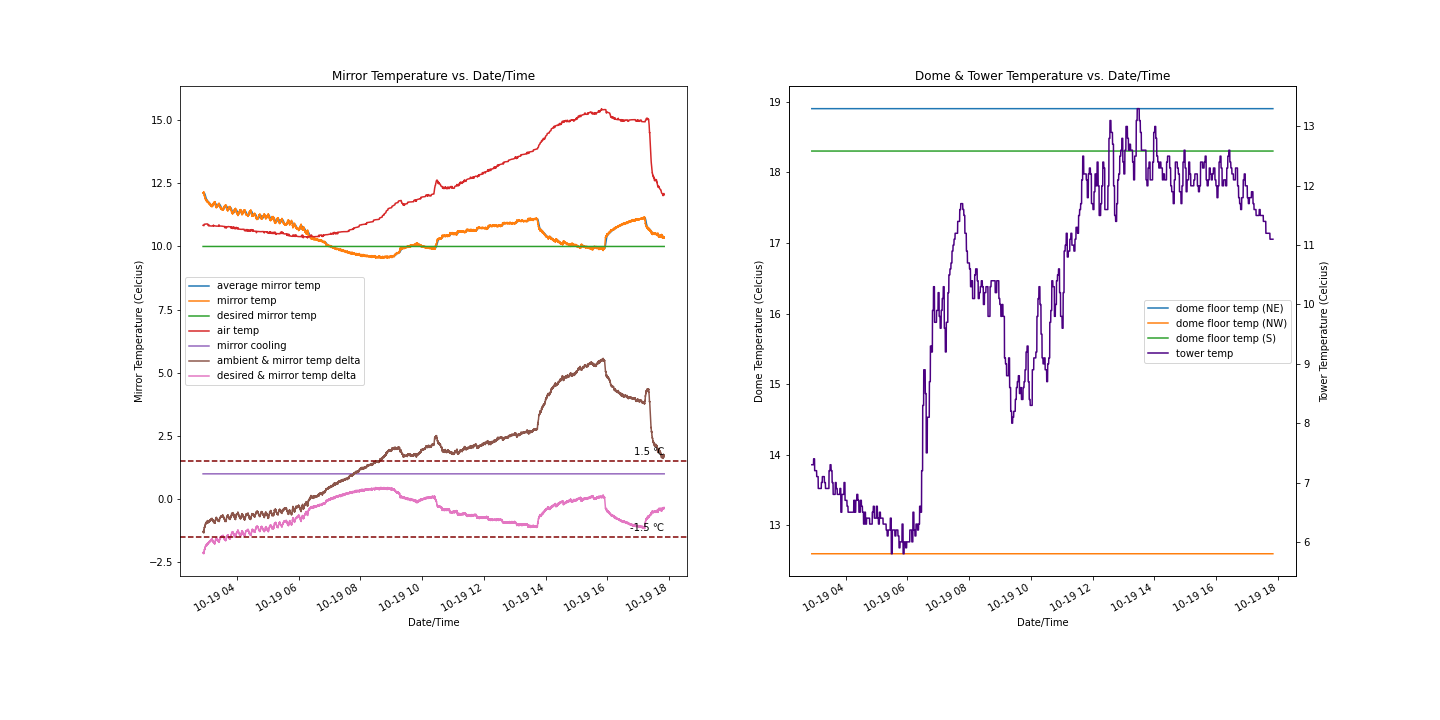 Mirror Temperature vs. Date/Time
Mirror Temperature (Celcius)
15.0
12.5
10.0
7.5
5.0
2.5
0.0
−2.5
average mirror temp
mirror temp
desired mirror temp
air temp
mirror cooling
ambient & mirror temp delta
desired & mirror temp delta
1.5 °C
-1.5 °C
10-19 04
10-19 06
10-19 08
10-19 10
10-19 12
10-19 14
10-19 16
10-19 18
Date/Time
Dome & Tower Temperature vs. Date/Time
Dome Temperature (Celcius)
19
18
17
16
15
14
13
dome floor temp (NE)
dome floor temp (NW)
dome floor temp (S)
tower temp
13
12
11
10
9
8
7
6
Tower Temperature (Celcius)
10-19 04
10-19 06
10-19 08
10-19 10
10-19 12
10-19 14
10-19 16
10-19 18
Date/Time